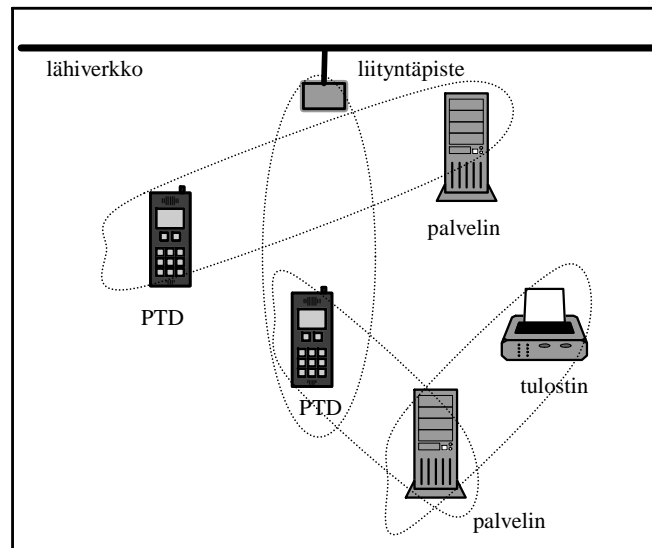 lähiverkko
liityntäpiste
palvelin
PTD
tulostin
PTD
palvelin